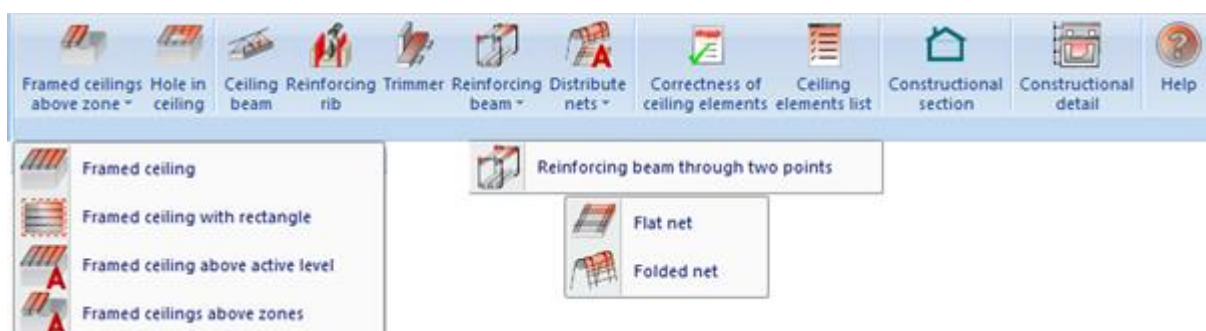 Framed ceilings above zone
Hole in ceiling
Ceiling beam
Reinforcing rib
Trimmer
Reinforcing beam
Distribute nets
Correctness of ceiling elements
Ceiling elements list
Constructional section
Constructional detail
Help
Framed ceiling
Framed ceiling with rectangle
Framed ceiling above active level
Framed ceilings above zones
Reinforcing beam through two points
Flat net
Folded net